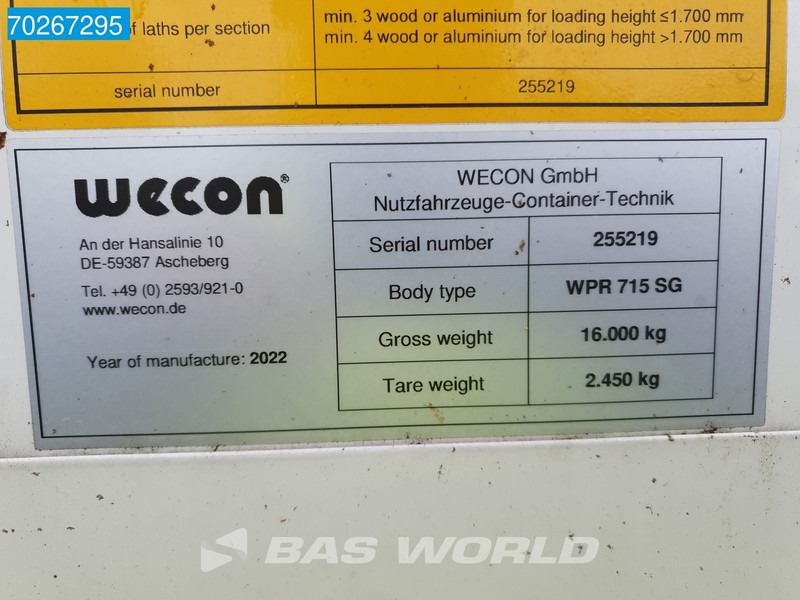 70267295
of laths per section
min. 3 wood or aluminium for loading height ≤1.700 mm
min. 4 wood or aluminium for loading height >1.700 mm
serial number 255219
wecon®
An der Hansalinie 10
DE-59387 Ascheberg
Tel. +49 (0) 2593/921-0
www.wecon.de
Year of manufacture: 2022
WECON GmbH
Nutzfahrzeuge-Container-Technik
Serial number 255219
Body type WPR 715 SG
Gross weight 16.000 kg
Tare weight 2.450 kg
BAS WORLD